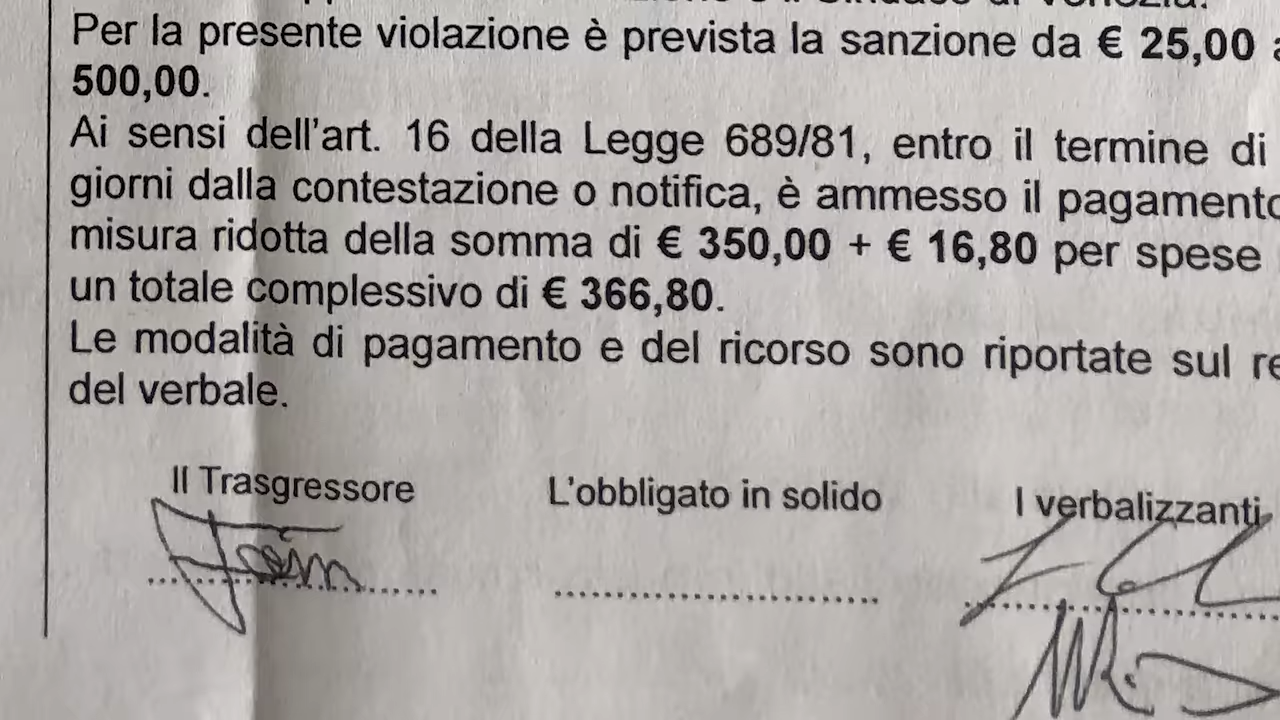 Per la presente violazione è prevista la sanzione da € 25,00
500,00.
Ai sensi dell'art. 16 della Legge 689/81, entro il termine di
giorni dalla contestazione o notifica, è ammesso il pagamento
misura ridotta della somma di € 350,00 + € 16,80 per spese
un totale complessivo di € 366,80.
Le modalità di pagamento e del ricorso sono riportate sul
del verbale.
Il Trasgressore L'obbligato in solido I verbalizzanti